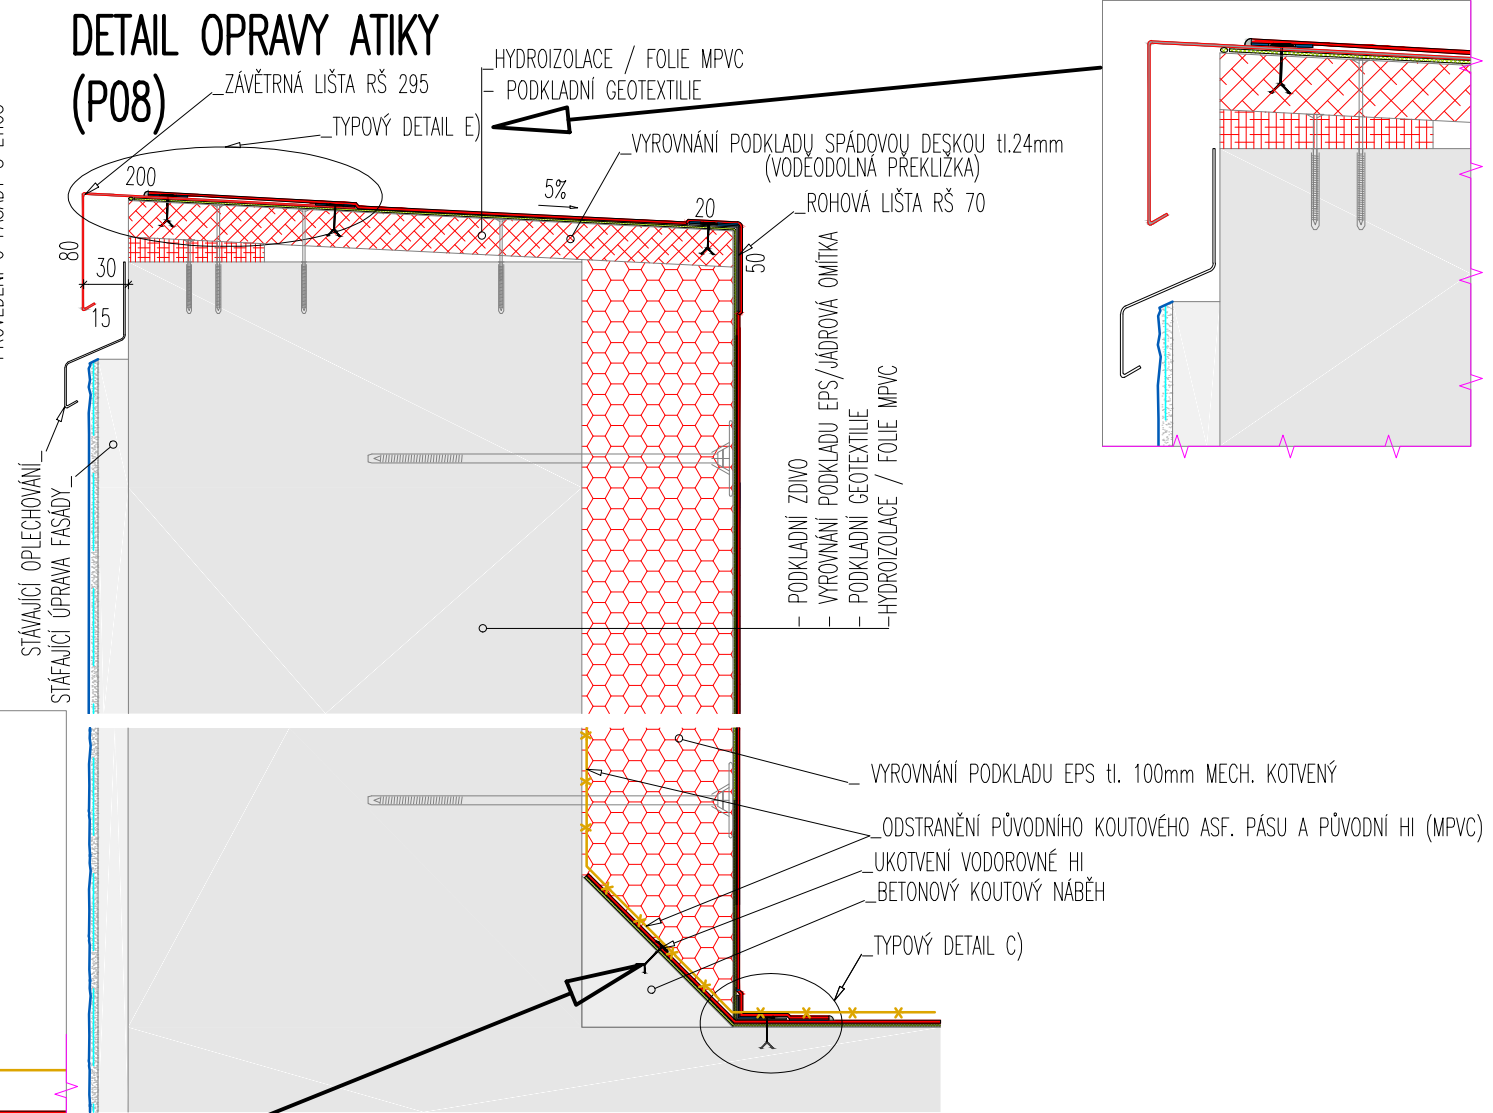 DETAIL OPRAVY ATIKY
(P08)
ZÁVĚTRNÁ LIŠTA RŠ 295
HYDROIZOLACE / FOLIE MPVC
- PODKLADNÍ GEOTEXTILIE
TYPOVÝ DETAIL E)
VYROVNÁNÍ PODKLADU SPÁDOVOU DESKOU tl.24mm
(VODĚODOLNÁ PŘEKLIŽKA)
ROHOVÁ LIŠTA RŠ 70
200
5%
20
80
30
15
50
STÁVAJÍCÍ OPLECHOVÁNÍ
STÁFAJÍCÍ ÚPRAVA FASÁDY
PODKLADNÍ ZDIVO
VYROVNÁNÍ PODKLADU EPS/JÁDROVÁ OMÍTKA
PODKLADNÍ GEOTEXTILIE
HYDROIZOLACE / FOLIE MPVC
VYROVNÁNÍ PODKLADU EPS tl. 100mm MECH. KOTVENÝ
ODSTRANĚNÍ PŮVODNÍHO KOUTOVÉHO ASF. PÁSU A PŮVODNÍ HI (MPVC)
UKOTVENÍ VODOROVNÉ HI
BETONOVÝ KOUTOVÝ NÁBĚH
TYPOVÝ DETAIL C)